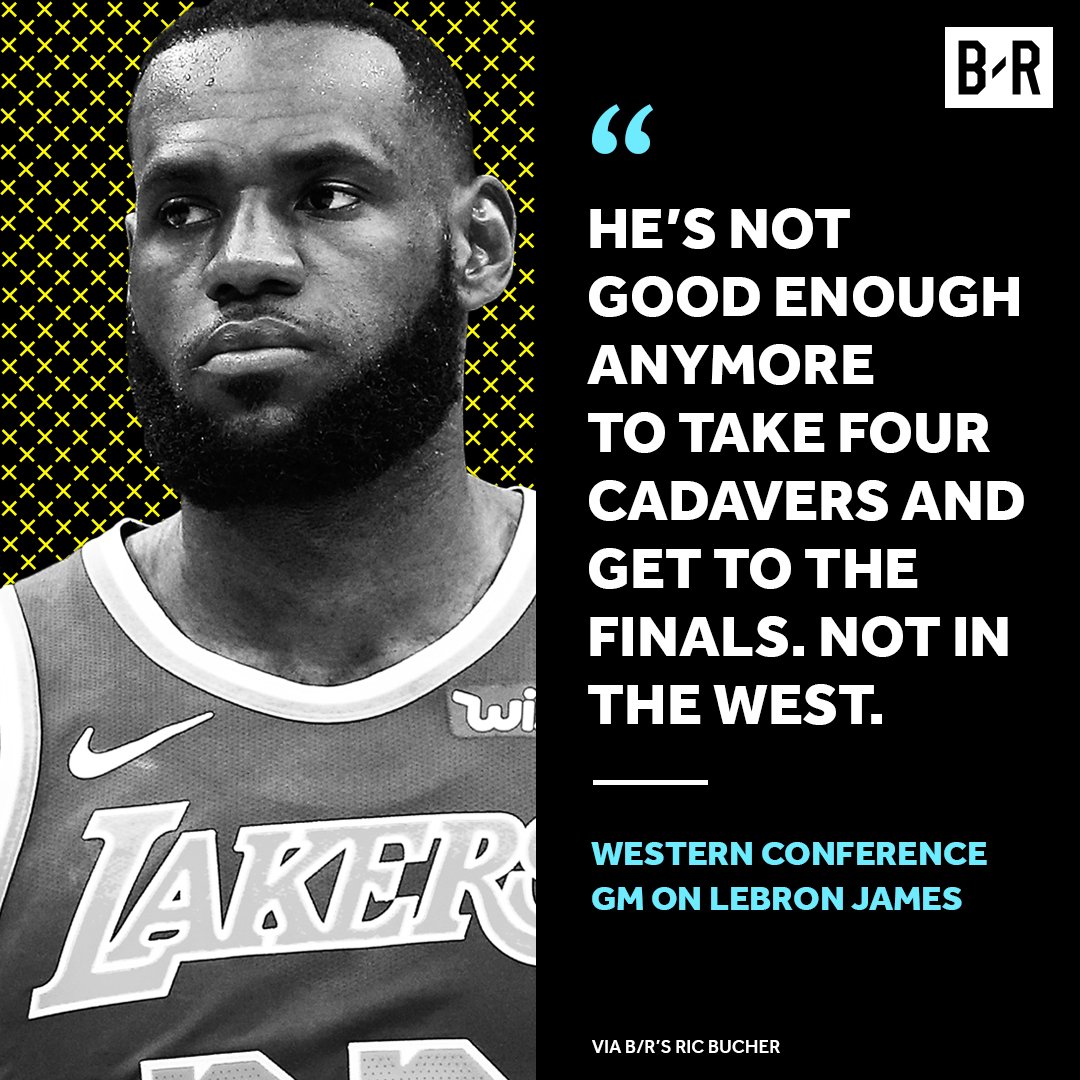 B/R
“
HE’S NOT
GOOD ENOUGH
ANYMORE
TO TAKE FOUR
CADAVERS AND
GET TO THE
FINALS. NOT IN
THE WEST.
WESTERN CONFERENCE
GM ON LEBRON JAMES
VIA B/R’S RIC BUCHER
wi
LAKERS